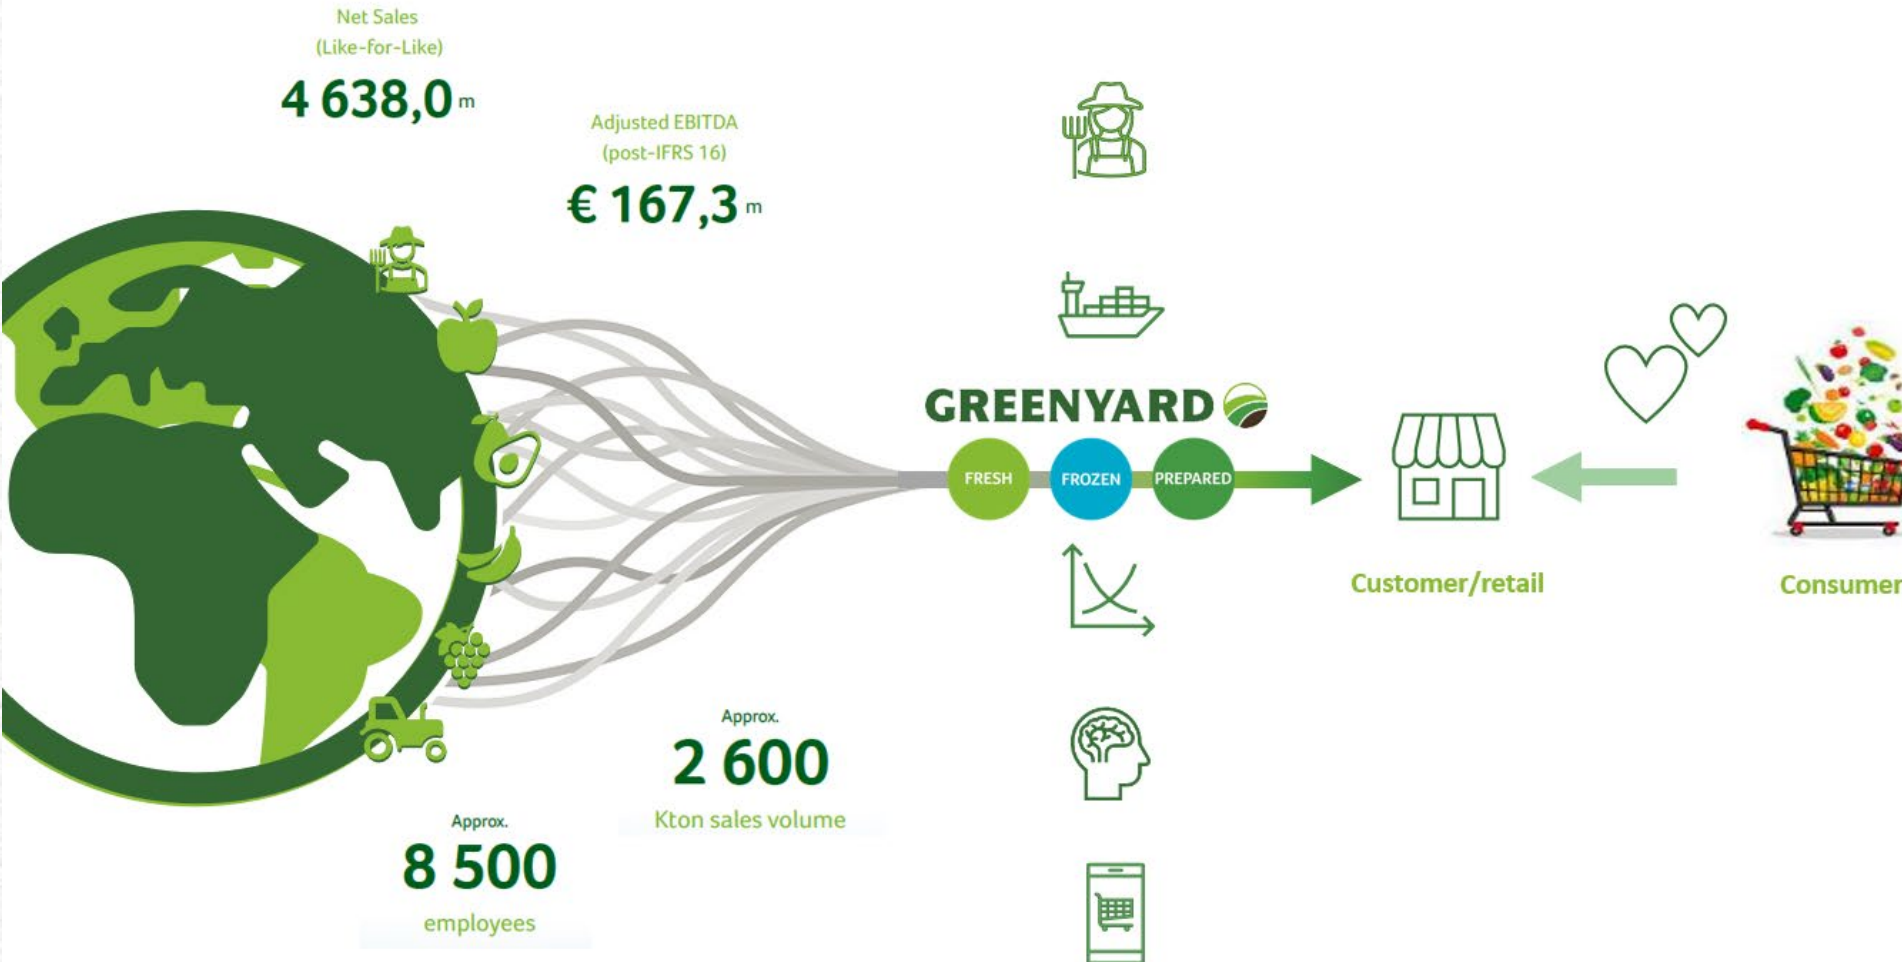 Net Sales
(Like-for-Like)
4 638,0 m
Adjusted EBITDA
(post-IFRS 16)
€ 167,3 m
GREENYARD
FRESH
FROZEN
PREPARED
Customer/retail
Consumer
Approx.
2 600
Kton sales volume
Approx.
8 500
employees